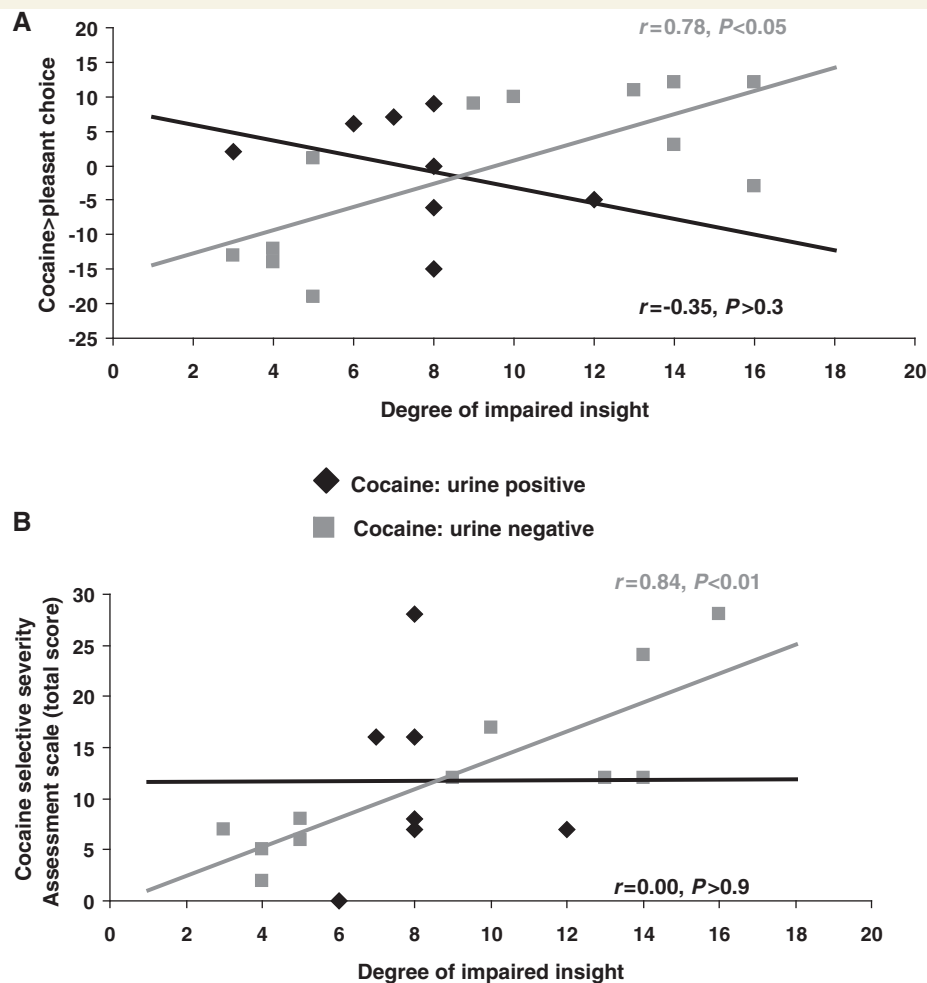 A
r=0.78, P<0.05
Cocaine>pleasant choice
20
15
10
5
0
-5
-10
-15
-20
-25
r=-0.35, P>0.3
0 2 4 6 8 10 12 14 16 18 20
Degree of impaired insight
Cocaine: urine positive
Cocaine: urine negative
B
r=0.84, P<0.01
Cocaine selective severity
Assessment scale (total score)
30
25
20
15
10
5
0
r=0.00, P>0.9
0 2 4 6 8 10 12 14 16 18 20
Degree of impaired insight